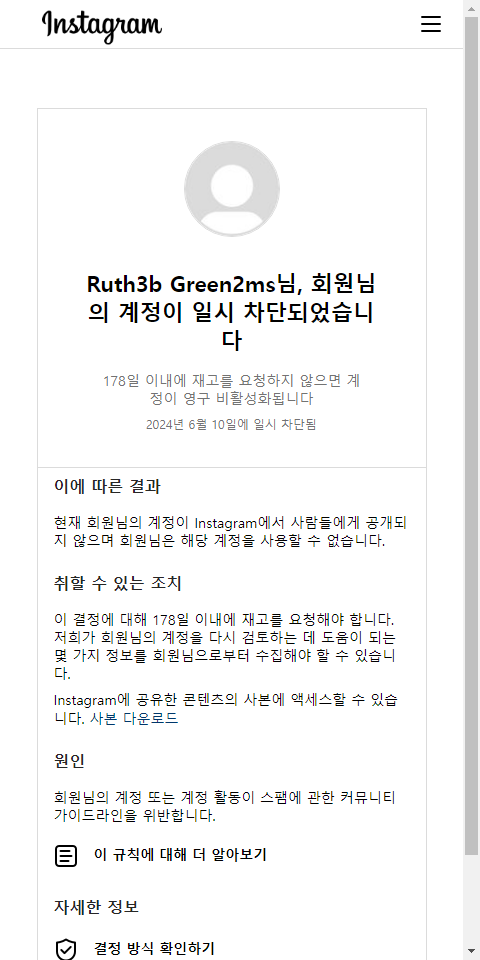 Instagram
Ruth3b Green2ms님, 회원님
의 계정이 일시 차단되었습니
다
178일 이내에 재고를 요청하지 않으면 계
정이 영구 비활성화됩니다
2024년 6월 10일에 일시 차단됨
이에 따른 결과
현재 회원님의 계정이 Instagram에서 사람들에게 공개되
지 않으며 회원님은 해당 계정을 사용할 수 없습니다.
취할 수 있는 조치
이 결정에 대해 178일 이내에 재고를 요청해야 합니다.
저희가 회원님의 계정을 다시 검토하는 데 도움이 되는
몇 가지 정보를 회원님으로부터 수집해야 할 수 있습니
다.
Instagram에 공유한 콘텐츠의 사본에 액세스할 수 있습
니다. 사본 다운로드
원인
회원님의 계정 또는 계정 활동이 스팸에 관한 커뮤니티
가이드라인을 위반합니다.
이 규칙에 대해 더 알아보기
자세한 정보
결정 방식 확인하기